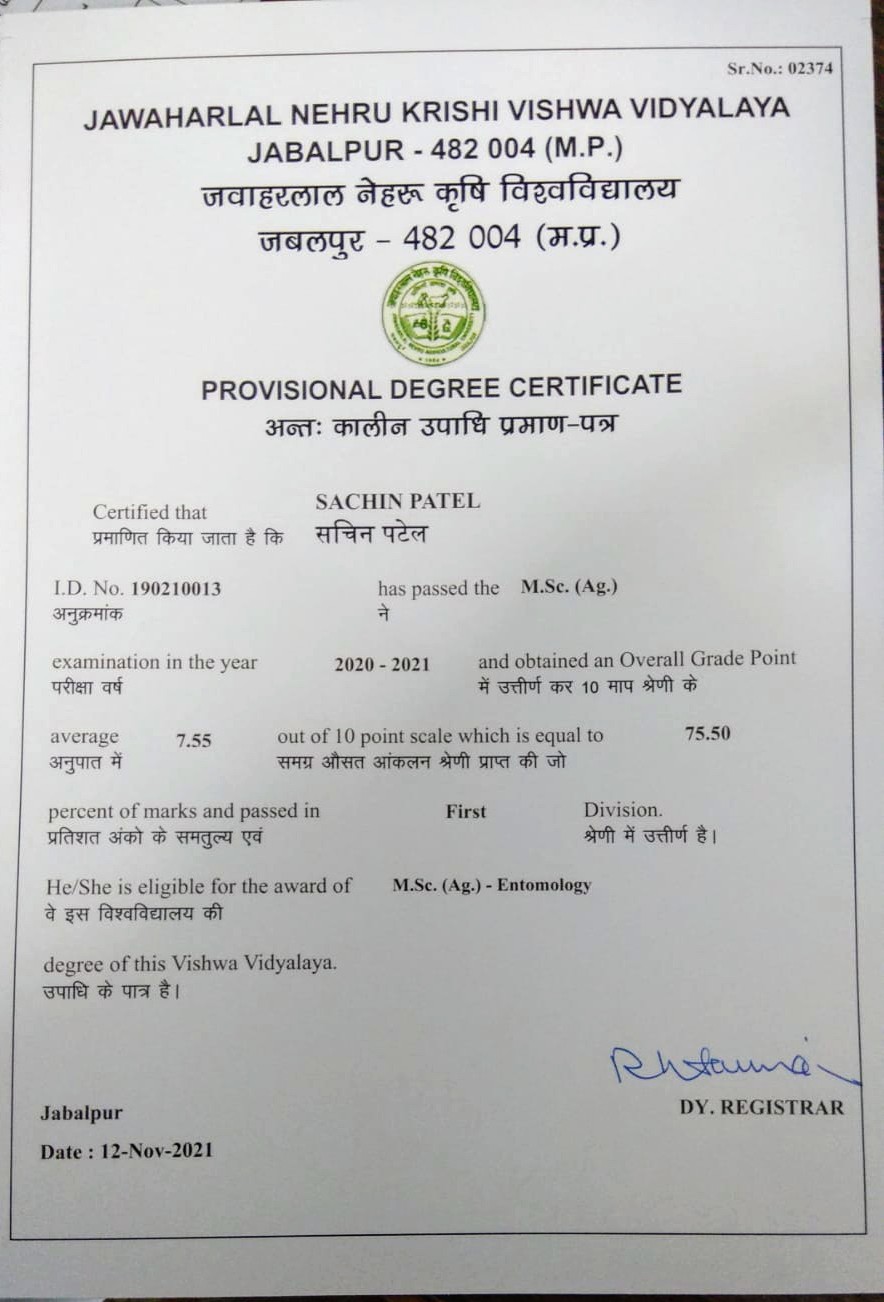 Sr.No.: 02374
JAWAHARLAL NEHRU KRISHI VISHWA VIDYALAYA
JABALPUR - 482 004 (M.P.)
जवाहरलाल नेहरू कृषि विश्वविद्यालय
जबलपुर - 482 004 (म.प्र.)
PROVISIONAL DEGREE CERTIFICATE
अन्तः कालीन उपाधि प्रमाण-पत्र
Certified that SACHIN PATEL
प्रमाणित किया जाता है कि सचिन पटेल
I.D. No. 190210013 has passed the M.Sc. (Ag.)
अनुक्रमांक ने
examination in the year 2020 - 2021 and obtained an Overall Grade Point
परीक्षा वर्ष में उत्तीर्ण कर 10 माप श्रेणी के
average 7.55 out of 10 point scale which is equal to 75.50
अनुपात में समग्र औसत आंकलन श्रेणी प्राप्त की जो
percent of marks and passed in First Division.
प्रतिशत अंको के समतुल्य एवं श्रेणी में उत्तीर्ण है।
He/She is eligible for the award of M.Sc. (Ag.) - Entomology
वे इस विश्वविद्यालय की
degree of this Vishwa Vidyalaya.
उपाधि के पात्र है।
DY. REGISTRAR
Jabalpur
Date : 12-Nov-2021